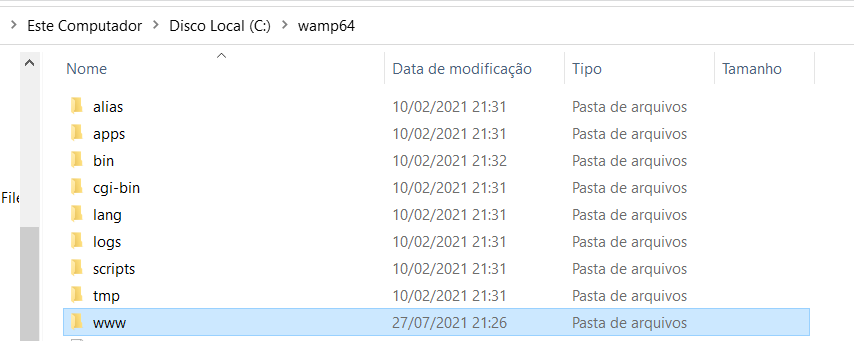 Este Computador > Disco Local (C:) > wamp64
Nome Data de modificação Tipo Tamanho
alias 10/02/2021 21:31 Pasta de arquivos
apps 10/02/2021 21:31 Pasta de arquivos
bin 10/02/2021 21:32 Pasta de arquivos
cgi-bin 10/02/2021 21:31 Pasta de arquivos
File
lang 10/02/2021 21:31 Pasta de arquivos
logs 10/02/2021 21:31 Pasta de arquivos
scripts 10/02/2021 21:31 Pasta de arquivos
tmp 10/02/2021 21:31 Pasta de arquivos
www 27/07/2021 21:26 Pasta de arquivos